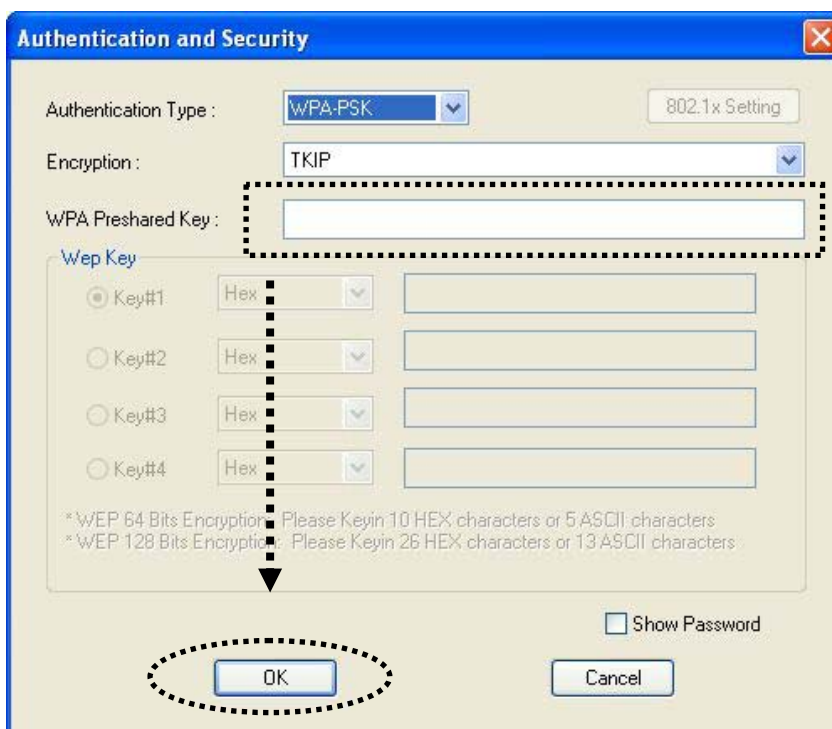 Authentication and Security
Authentication Type : WPA-PSK 802.1x Setting
Encryption : TKIP
WPA Preshared Key :
Wep Key
Key#1 Hex
Key#2 Hex
Key#3 Hex
Key#4 Hex
* WEP 64 Bits Encryption: Please Keyin 10 HEX characters or 5 ASCII characters
* WEP 128 Bits Encryption: Please Keyin 26 HEX characters or 13 ASCII characters
Show Password
OK Cancel